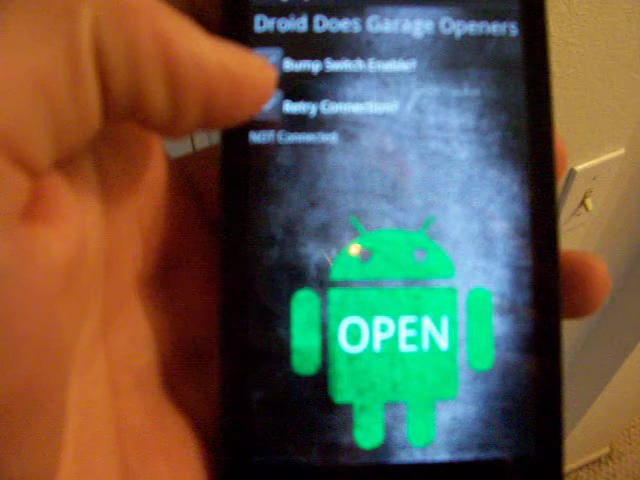 Droid Does Garage Openers
Bump Switch Enable?
Retry Connection?
NOT Connected
OPEN